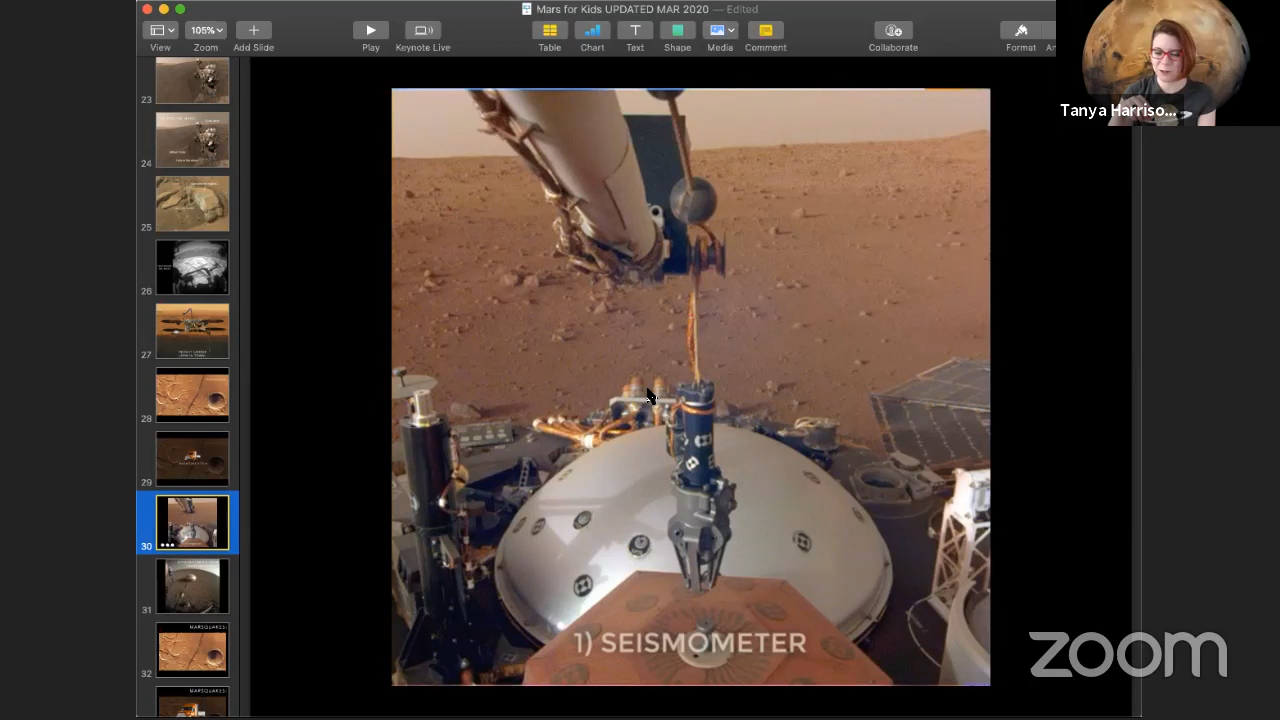 Mars for Kids UPDATED MAR 2020 — Edited
105%
View
Zoom
Add Slide
Play
Keynote Live
Table
Chart
Text
Shape
Media
Comment
Collaborate
Format
Tanya Harriso...
23
24
25
26
27
28
29
30
31
32
MARSQUAKES!
MARSQUAKES!
1) SEISMOMETER
zoom